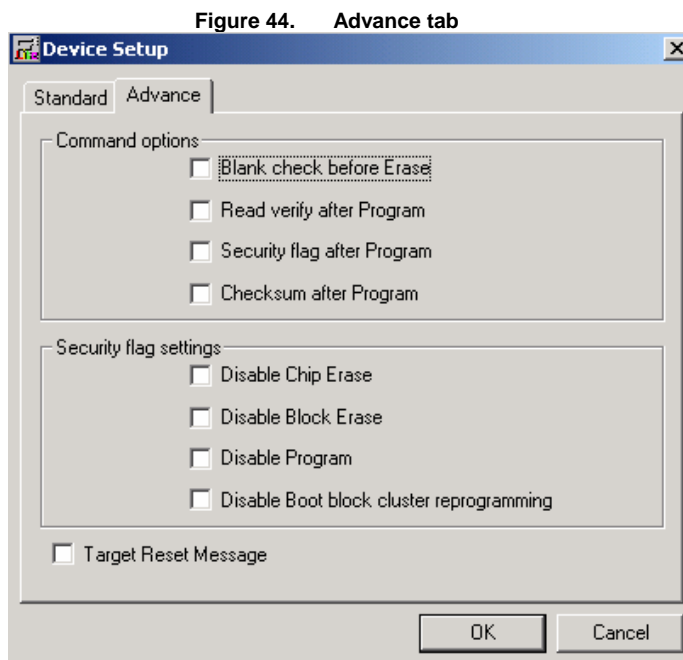 Figure 44. Advance tab
Device Setup
Standard Advance
Command options
Blank check before Erase
Read verify after Program
Security flag after Program
Checksum after Program
Security flag settings
Disable Chip Erase
Disable Block Erase
Disable Program
Disable Boot block cluster reprogramming
Target Reset Message
OK Cancel